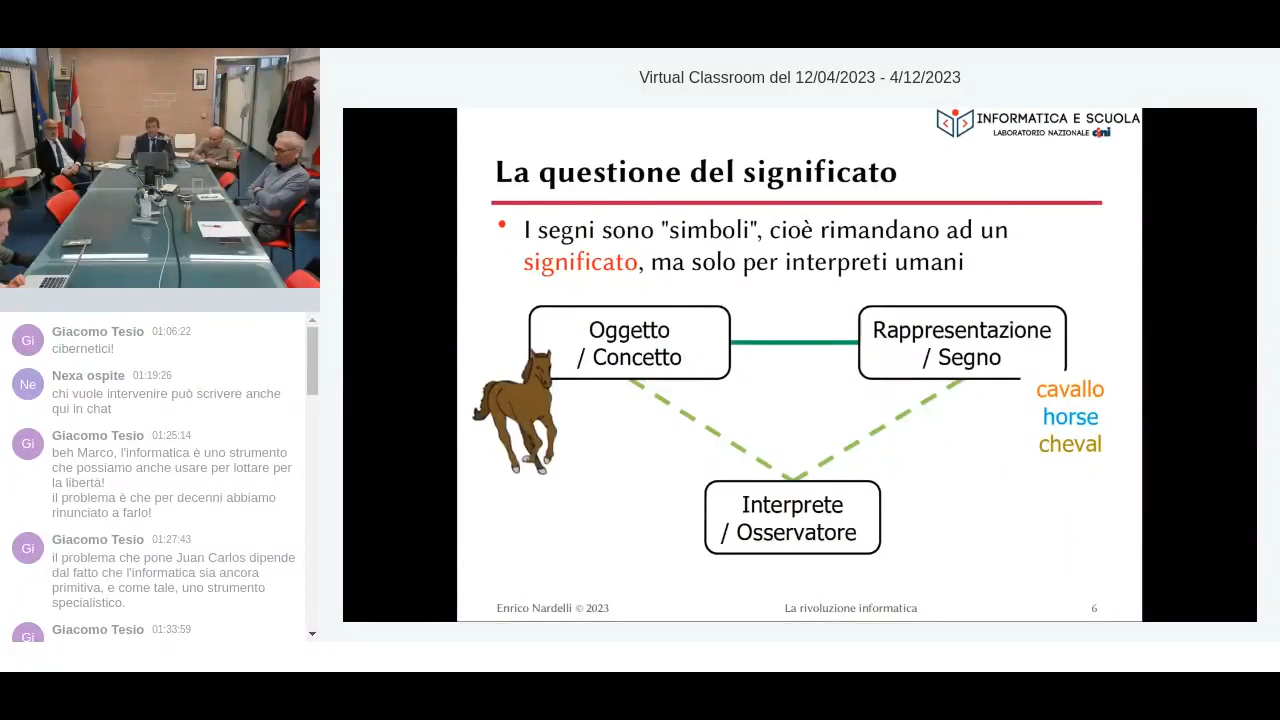 Virtual Classroom del 12/04/2023 - 4/12/2023
INFORMATICA E SCUOLA
LABORATORIO NAZIONALE cini
La questione del significato
I segni sono "simboli", cioè rimandano ad un
significato, ma solo per interpreti umani
Oggetto
/ Concetto
Rappresentazione
/ Segno
cavallo
horse
cheval
Interprete
/ Osservatore
Enrico Nardelli © 2023
La rivoluzione informatica
6
Gi
Giacomo Tesio 01:06:22
cibernetici!
Ne
Nexa ospite 01:19:26
chi vuole intervenire può scrivere anche
qui in chat
Gi
Giacomo Tesio 01:25:14
beh Marco, l'informatica è uno strumento
che possiamo anche usare per lottare per
la libertà!
il problema è che per decenni abbiamo
rinunciato a farlo!
Gi
Giacomo Tesio 01:27:43
il problema che pone Juan Carlos dipende
dal fatto che l'informatica sia ancora
primitiva, e come tale, uno strumento
specialistico.
Gi
Giacomo Tesio 01:33:59